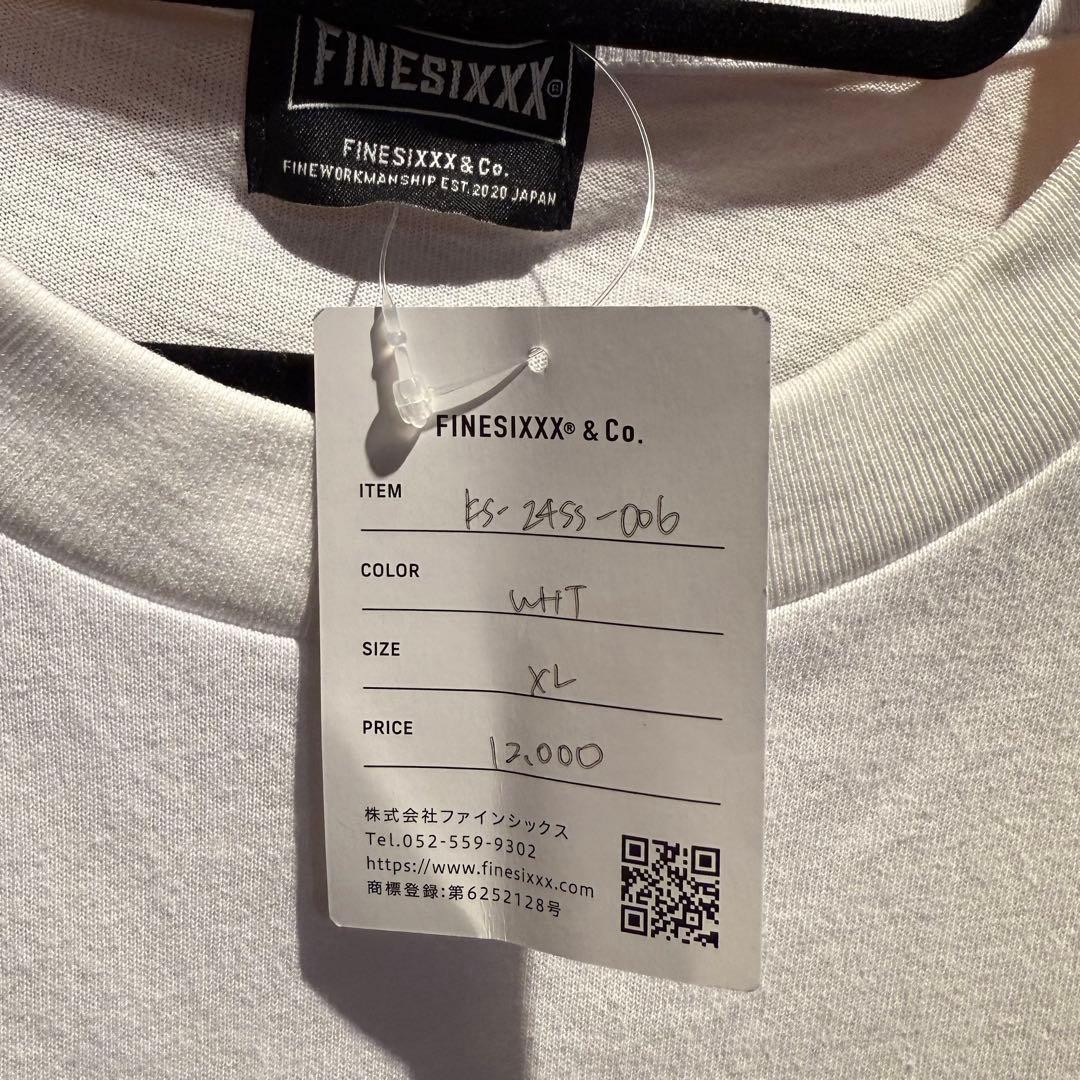 FINESIXXX®
FINESIXXX & Co.
FINEWORKMANSHIP EST.2020 JAPAN
FINESIXXX® & Co.
ITEM FS-24SS-006
COLOR WHT
SIZE XL
PRICE 12,000
株式会社ファインシックス
Tel.052-559-9302
https://www.finesixxx.com
商標登録:第6252128号